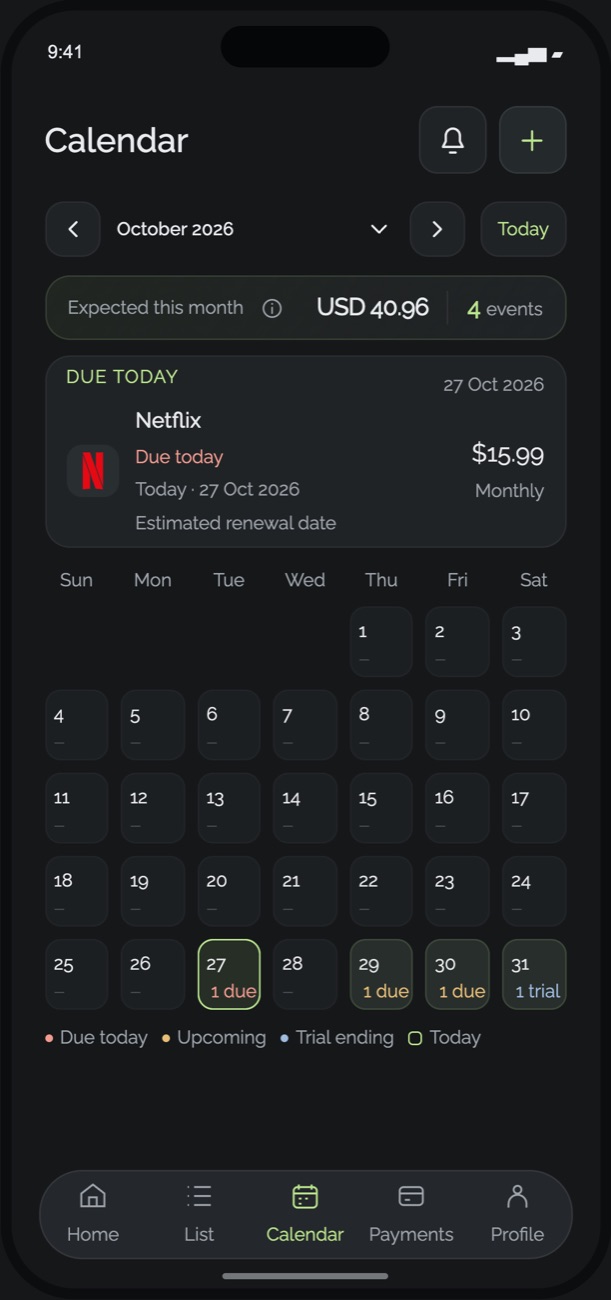 9:41
Calendar
October 2026
Today
Expected this month USD 40.96 4 events
DUE TODAY
27 Oct 2026
Netflix
Due today
$15.99
Today · 27 Oct 2026
Monthly
Estimated renewal date
Sun Mon Tue Wed Thu Fri Sat
1 2 3
– – –
4 5 6 7 8 9 10
– – – – – – –
11 12 13 14 15 16 17
– – – – – – –
18 19 20 21 22 23 24
– – – – – – –
25 26 27 28 29 30 31
– – 1 due – 1 due 1 due 1 trial
Due today Upcoming Trial ending Today
Home List Calendar Payments Profile